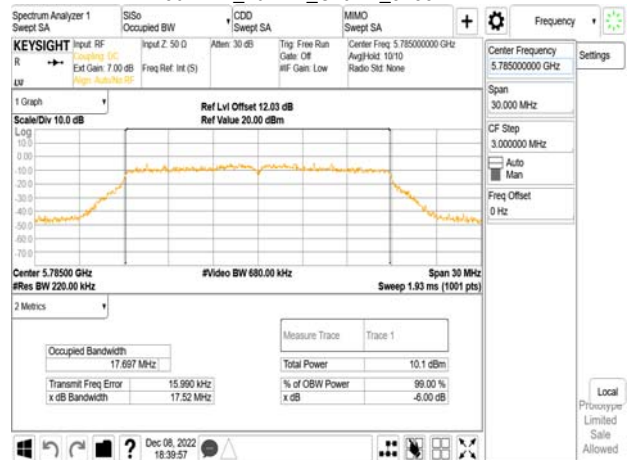 Spectrum Analyzer 1
Swept SA
SiSo
Occupied BW
CDD
Swept SA
MIMO
Swept SA
Frequency
KEYSIGHT
Input: RF
Coupling: DC
Ext Gain: 7.00 dB
Align: Auto/No RF
Input Z: 50 Ω
Freq Ref: Int (S)
Atten: 30 dB
Trig: Free Run
Gate: Off
#IF Gain: Low
Center Freq: 5.785000000 GHz
Avg|Hold: 10/10
Radio Std: None
Center Frequency
5.785000000 GHz
Settings
Span
30.000 MHz
CF Step
3.000000 MHz
Auto
Man
Freq Offset
0 Hz
1 Graph
Scale/Div 10.0 dB
Ref Lvl Offset 12.03 dB
Ref Value 20.00 dBm
Log
10.0
0.00
-10.0
-20.0
-30.0
-40.0
-50.0
-60.0
-70.0
Center 5.78500 GHz
#Res BW 220.00 kHz
#Video BW 680.00 kHz
Span 30 MHz
Sweep 1.93 ms (1001 pts)
2 Metrics
Measure Trace
Trace 1
Occupied Bandwidth
17.697 MHz
Total Power
10.1 dBm
Transmit Freq Error
15.990 kHz
% of OBW Power
99.00 %
x dB Bandwidth
17.52 MHz
x dB
-6.00 dB
Local
Prototype
Limited
Sale
Allowed
Dec 08, 2022
18:39:57